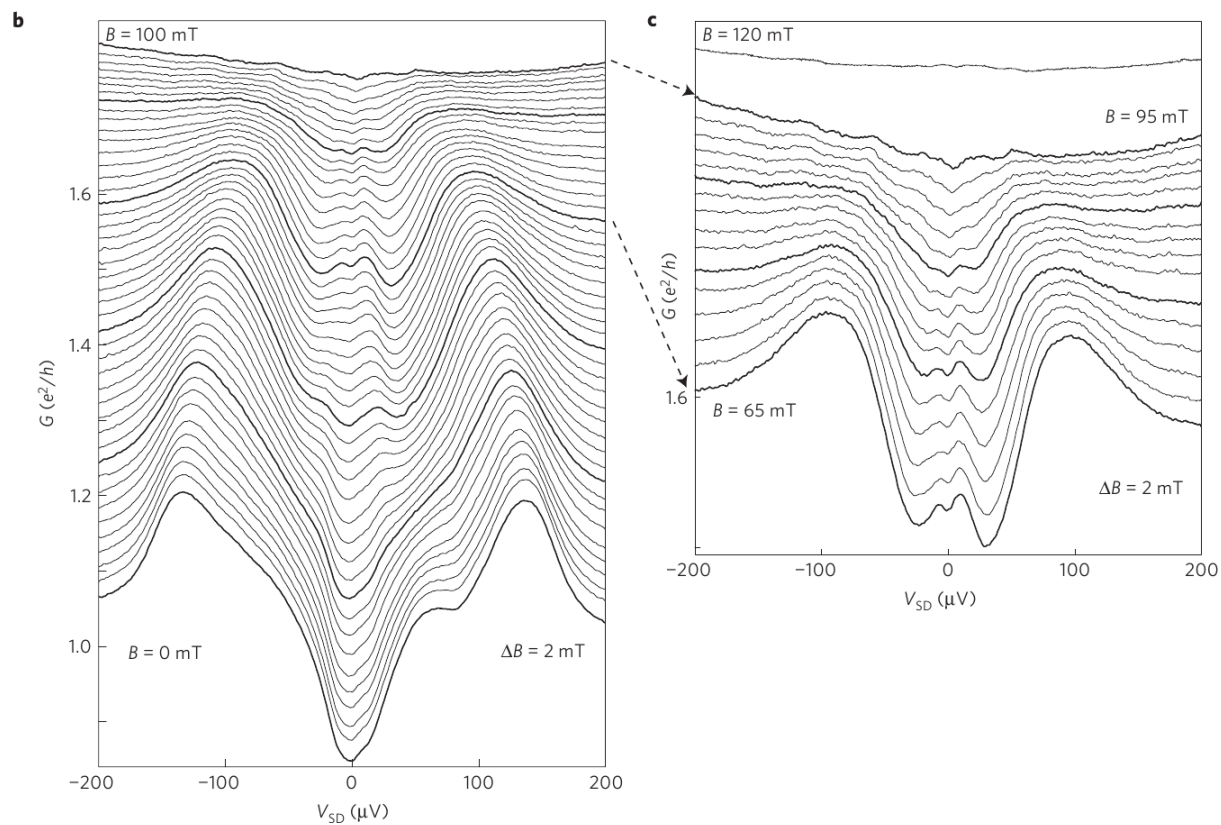 b
B = 100 mT
1.6
1.4
1.2
1.0
G (e²/h)
B = 0 mT
ΔB = 2 mT
−200
−100
0
100
200
V_SD (μV)
c
B = 120 mT
B = 95 mT
G (e²/h)
1.6
B = 65 mT
ΔB = 2 mT
−200
−100
0
100
200
V_SD (μV)